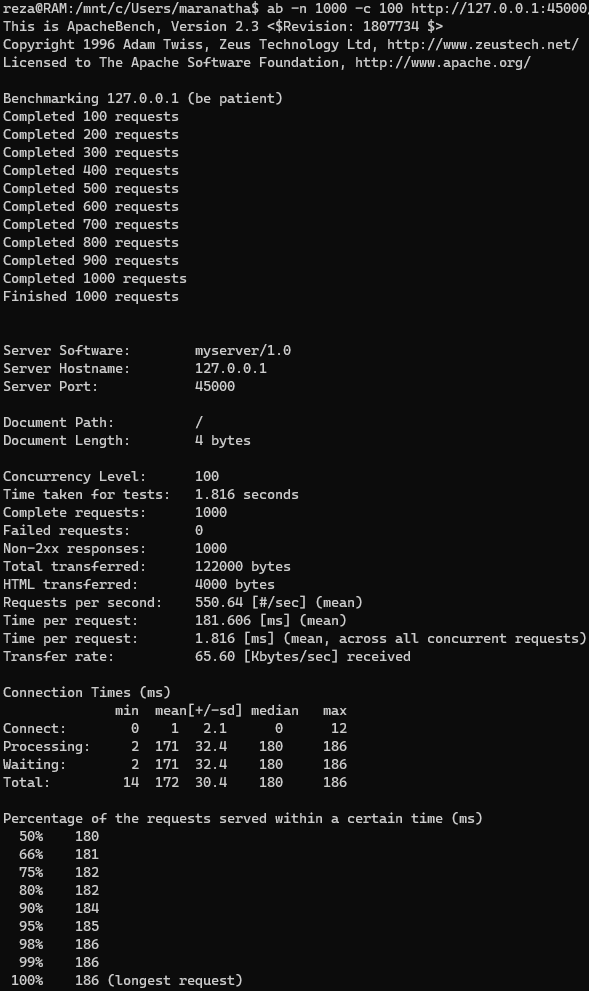 reza@RAM:/mnt/c/Users/maranatha$ ab -n 1000 -c 100 http://127.0.0.1:45000/
This is ApacheBench, Version 2.3 <$Revision: 1807734 $>
Copyright 1996 Adam Twiss, Zeus Technology Ltd, http://www.zeustech.net/
Licensed to The Apache Software Foundation, http://www.apache.org/

Benchmarking 127.0.0.1 (be patient)
Completed 100 requests
Completed 200 requests
Completed 300 requests
Completed 400 requests
Completed 500 requests
Completed 600 requests
Completed 700 requests
Completed 800 requests
Completed 900 requests
Completed 1000 requests
Finished 1000 requests

Server Software: myserver/1.0
Server Hostname: 127.0.0.1
Server Port: 45000

Document Path: /
Document Length: 4 bytes

Concurrency Level: 100
Time taken for tests: 1.816 seconds
Complete requests: 1000
Failed requests: 0
Non-2xx responses: 1000
Total transferred: 122000 bytes
HTML transferred: 4000 bytes
Requests per second: 550.64 [#/sec] (mean)
Time per request: 181.606 [ms] (mean)
Time per request: 1.816 [ms] (mean, across all concurrent requests)
Transfer rate: 65.60 [Kbytes/sec] received

Connection Times (ms)
min mean[+/-sd] median max
Connect: 0 1 2.1 0 12
Processing: 2 171 32.4 180 186
Waiting: 2 171 32.4 180 186
Total: 14 172 30.4 180 186

Percentage of the requests served within a certain time (ms)
50% 180
66% 181
75% 182
80% 182
90% 184
95% 185
98% 186
99% 186
100% 186 (longest request)